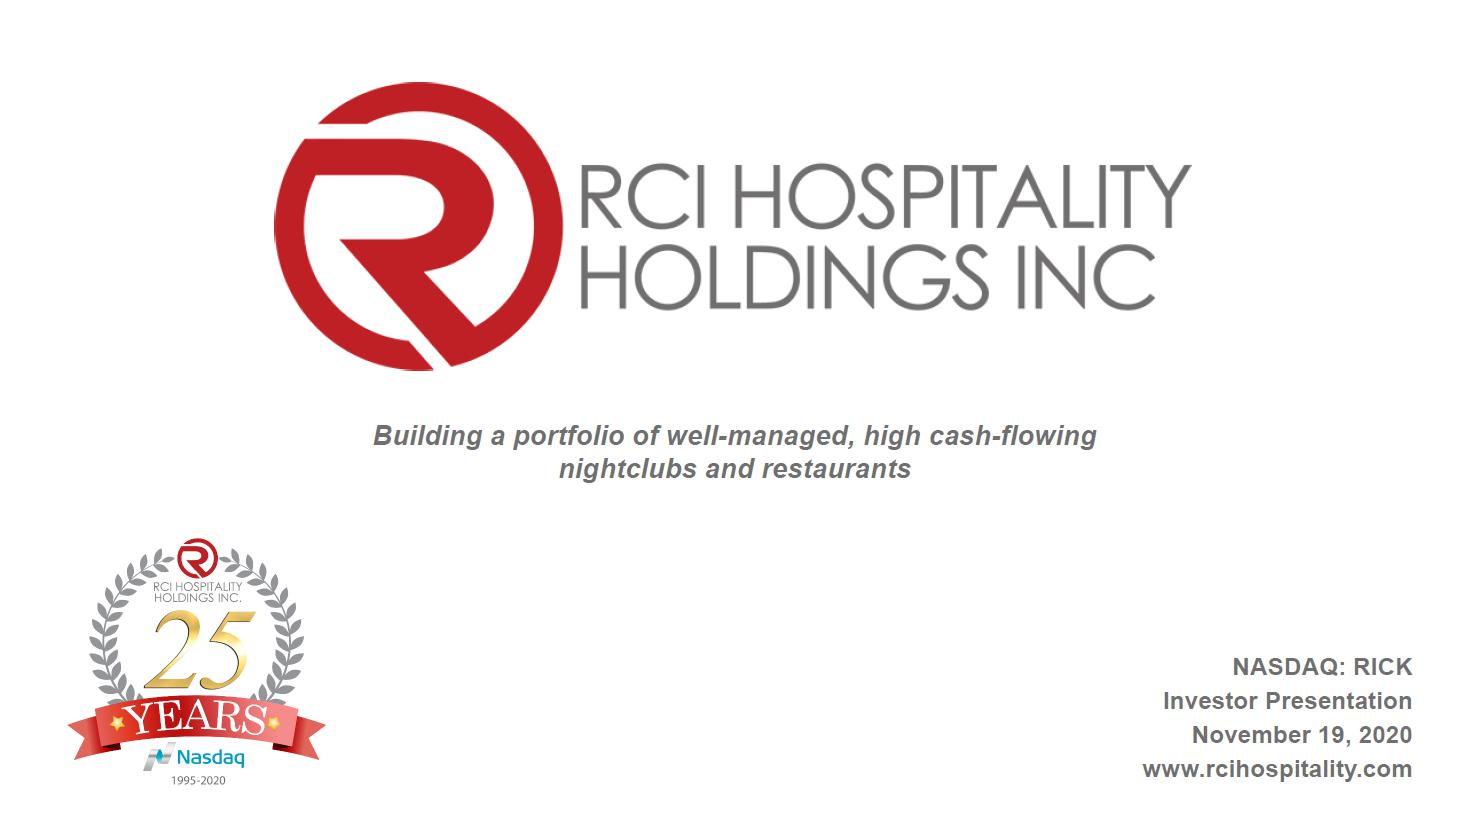 RCI HOSPITALITY
HOLDINGS INC
Building a portfolio of well-managed, high cash-flowing
nightclubs and restaurants
RCI HOSPITALITY
HOLDINGS INC.
25
YEARS
Nasdaq
1995-2020
NASDAQ: RICK
Investor Presentation
November 19, 2020
www.rcihospitality.com